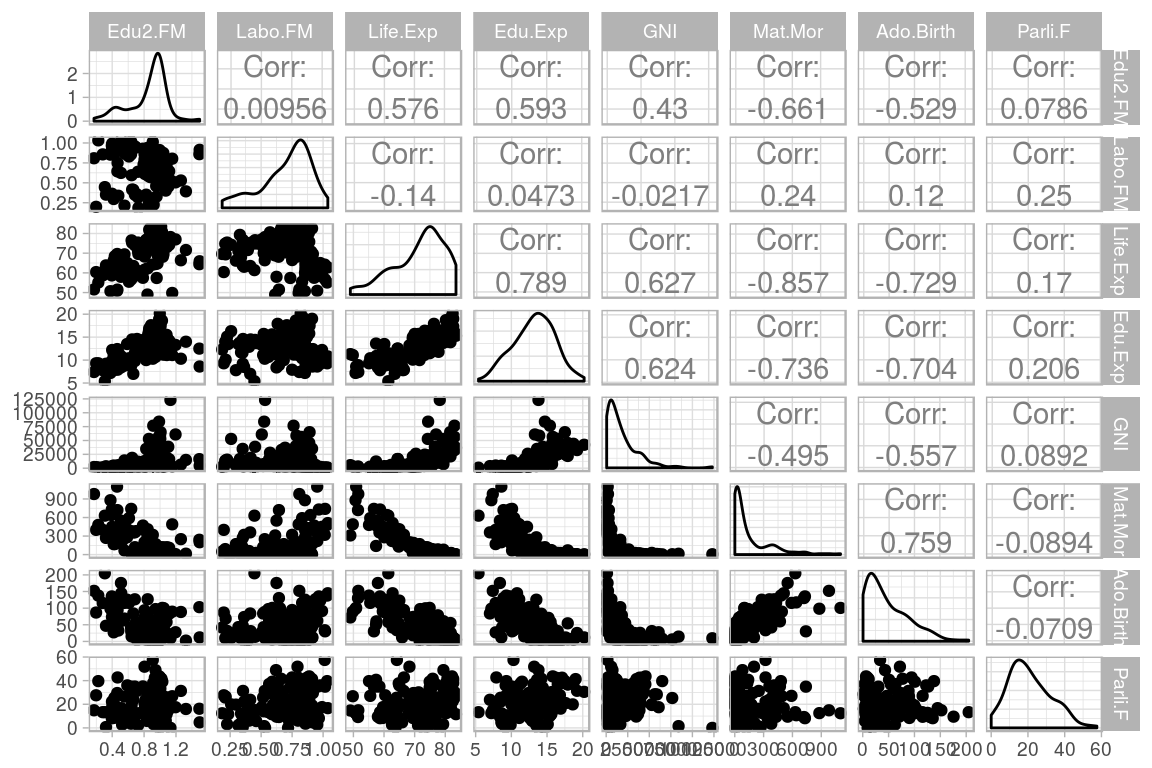 Edu2.FM Labo.FM Life.Exp Edu.Exp GNI Mat.Mor Ado.Birth Parli.F
2 1 0
Corr: 0.00956
Corr: 0.576
Corr: 0.593
Corr: 0.43
Corr: -0.661
Corr: -0.529
Corr: 0.0786
Edu2.FM
1.00 0.75 0.50 0.25
Corr: -0.14
Corr: 0.0473
Corr: -0.0217
Corr: 0.24
Corr: 0.12
Corr: 0.25
Labo.FM
80 70 60 50
Corr: 0.789
Corr: 0.627
Corr: -0.857
Corr: -0.729
Corr: 0.17
Life.Exp
20 15 10 5
Corr: 0.624
Corr: -0.736
Corr: -0.704
Corr: 0.206
Edu.Exp
125000 100000 75000 50000 25000 0
Corr: -0.495
Corr: -0.557
Corr: 0.0892
GNI
900 600 300 0
Corr: 0.759
Corr: -0.0894
Mat.Mor
200 150 100 50 0
Corr: -0.0709
Ado.Birth
60 40 20 0
Parli.F
0.4 0.8 1.2
0.25 0.50 0.75 1.00
50 60 70 80
5 10 15 20
0 300 600 900
0 50 100 150 200
0 20 40 60